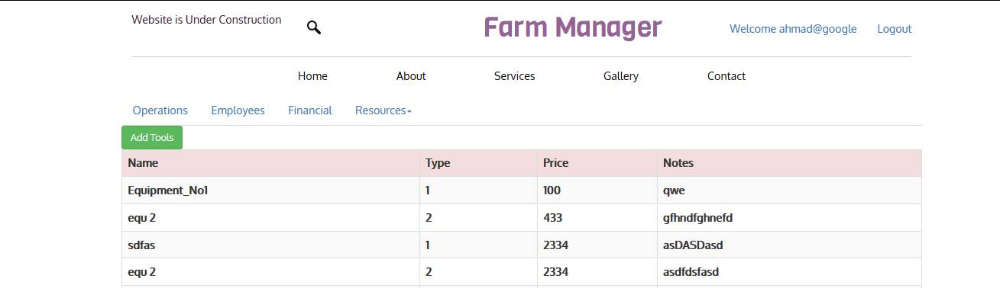 Website is Under Construction
Farm Manager
Welcome ahmad@google Logout
Home About Services Gallery Contact
Operations Employees Financial Resources
Add Tools
Name Type Price Notes
Equipment_No1 1 100 qwe
equ 2 2 433 gfhndfghnefd
sdfas 1 2334 asDASDasd
equ 2 2 2334 asdfdsfasd